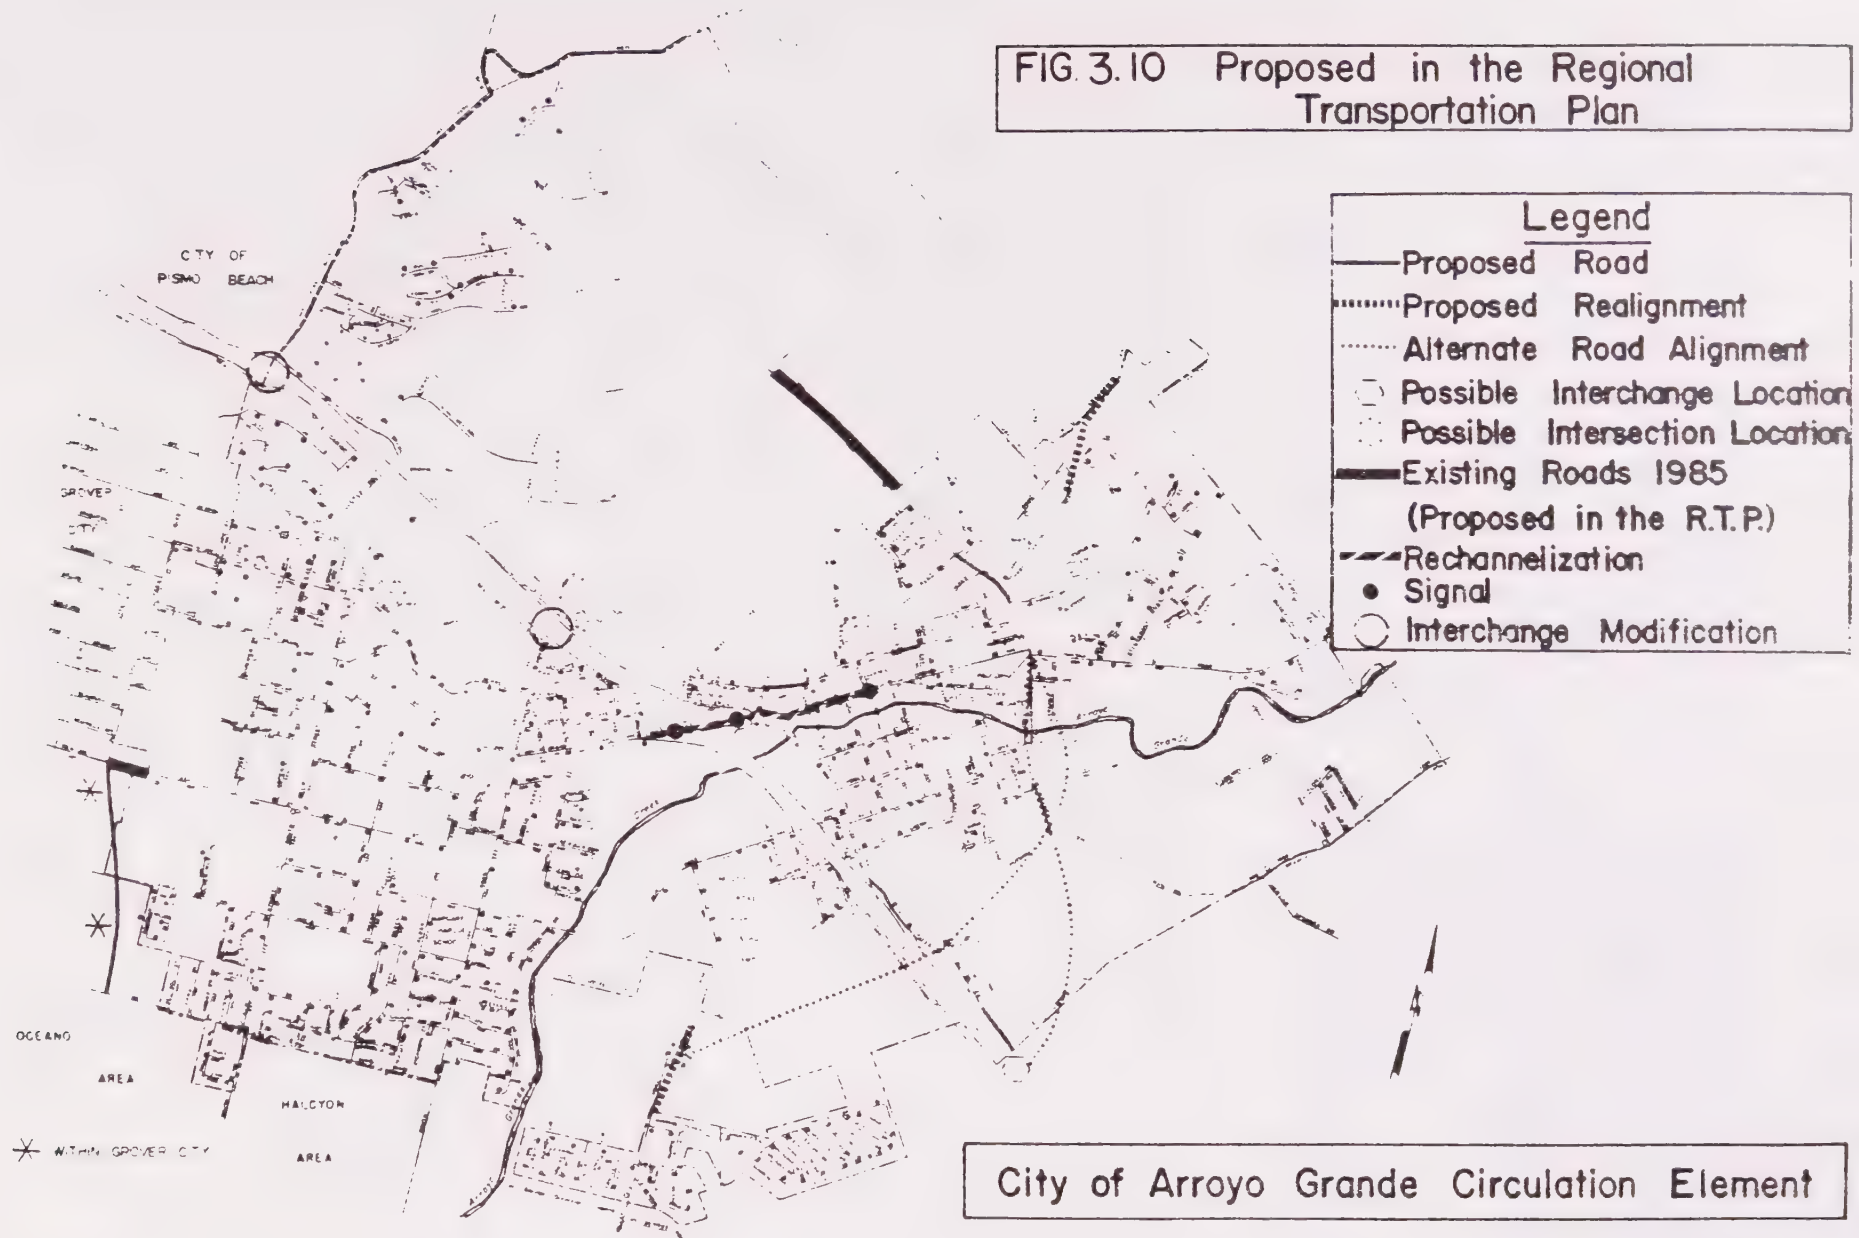 FIG. 3.10 Proposed in the Regional
Transportation Plan
Legend
Proposed Road
Proposed Realignment
Alternate Road Alignment
Possible Interchange Location
Possible Intersection Location
Existing Roads 1985
(Proposed in the R.T.P.)
Rechannelization
Signal
Interchange Modification
CITY OF
PISMO BEACH
GROVER
CITY
OCEANO
AREA
HALCYON
AREA
WITHIN GROVER CITY
City of Arroyo Grande Circulation Element